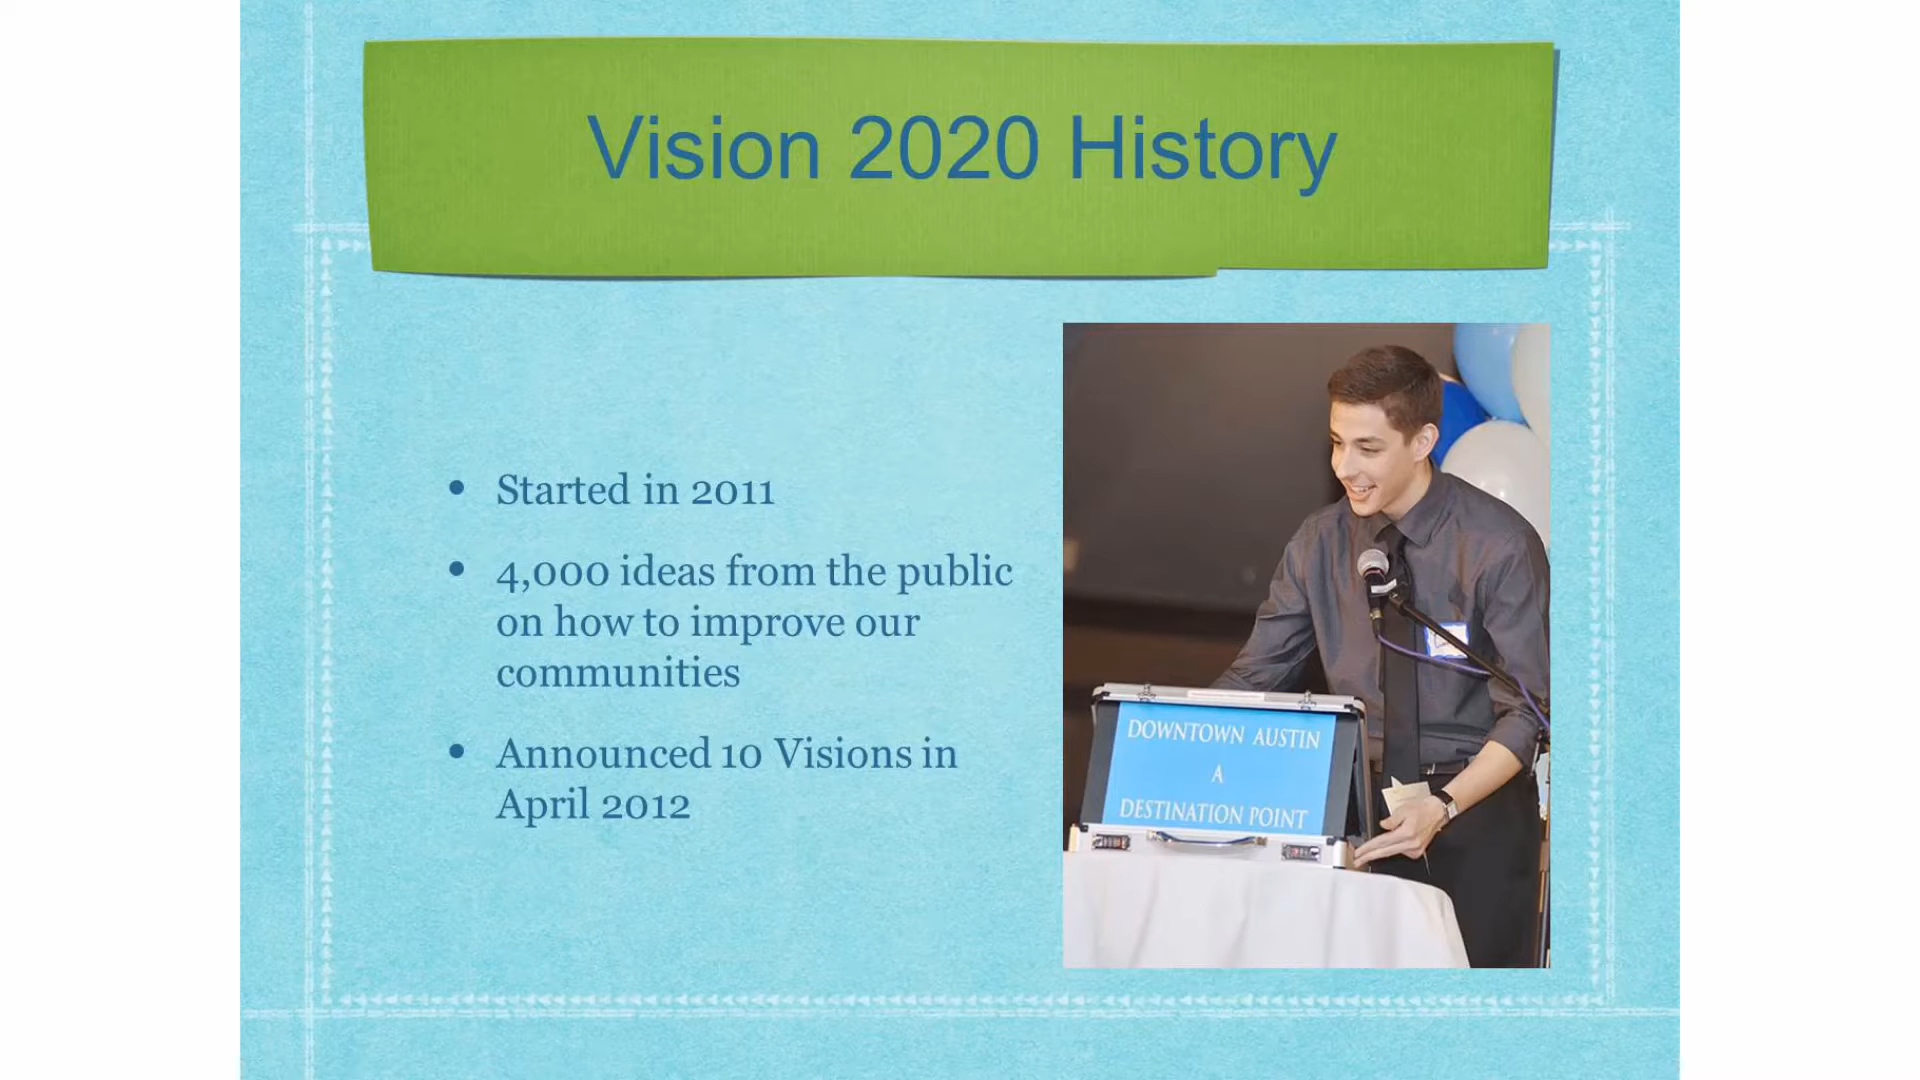 Vision 2020 History
• Started in 2011
• 4,000 ideas from the public
on how to improve our
communities
• Announced 10 Visions in
April 2012
DOWNTOWN AUSTIN
A
DESTINATION POINT